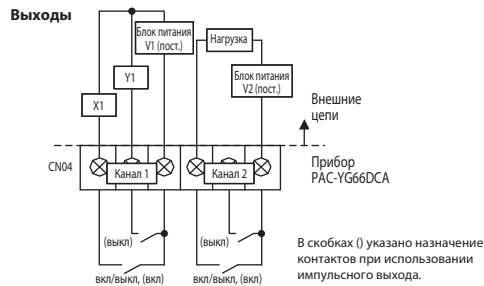 Выходы
Блок питания
V1 (пост.)
Нагрузка
Y1
Блок питания
V2 (пост.)
X1
Внешние
цепи
CN04
Канал 1
Канал 2
Прибор
PAC-YG66DCA
(выкл)
(выкл)
вкл/выкл, (вкл)
вкл/выкл, (вкл)
В скобках () указано назначение
контактов при использовании
импульсного выхода.